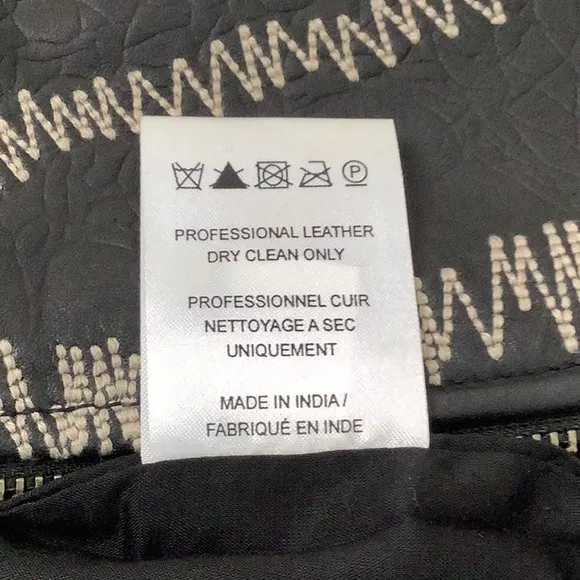 P
PROFESSIONAL LEATHER
DRY CLEAN ONLY
PROFESSIONNEL CUIR
NETTOYAGE A SEC
UNIQUEMENT
MADE IN INDIA /
FABRIQUÉ EN INDE